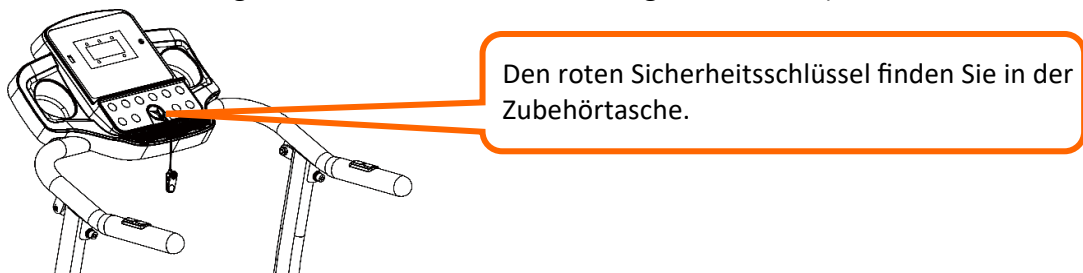 Den roten Sicherheitsschlüssel finden Sie in der
Zubehörtasche.